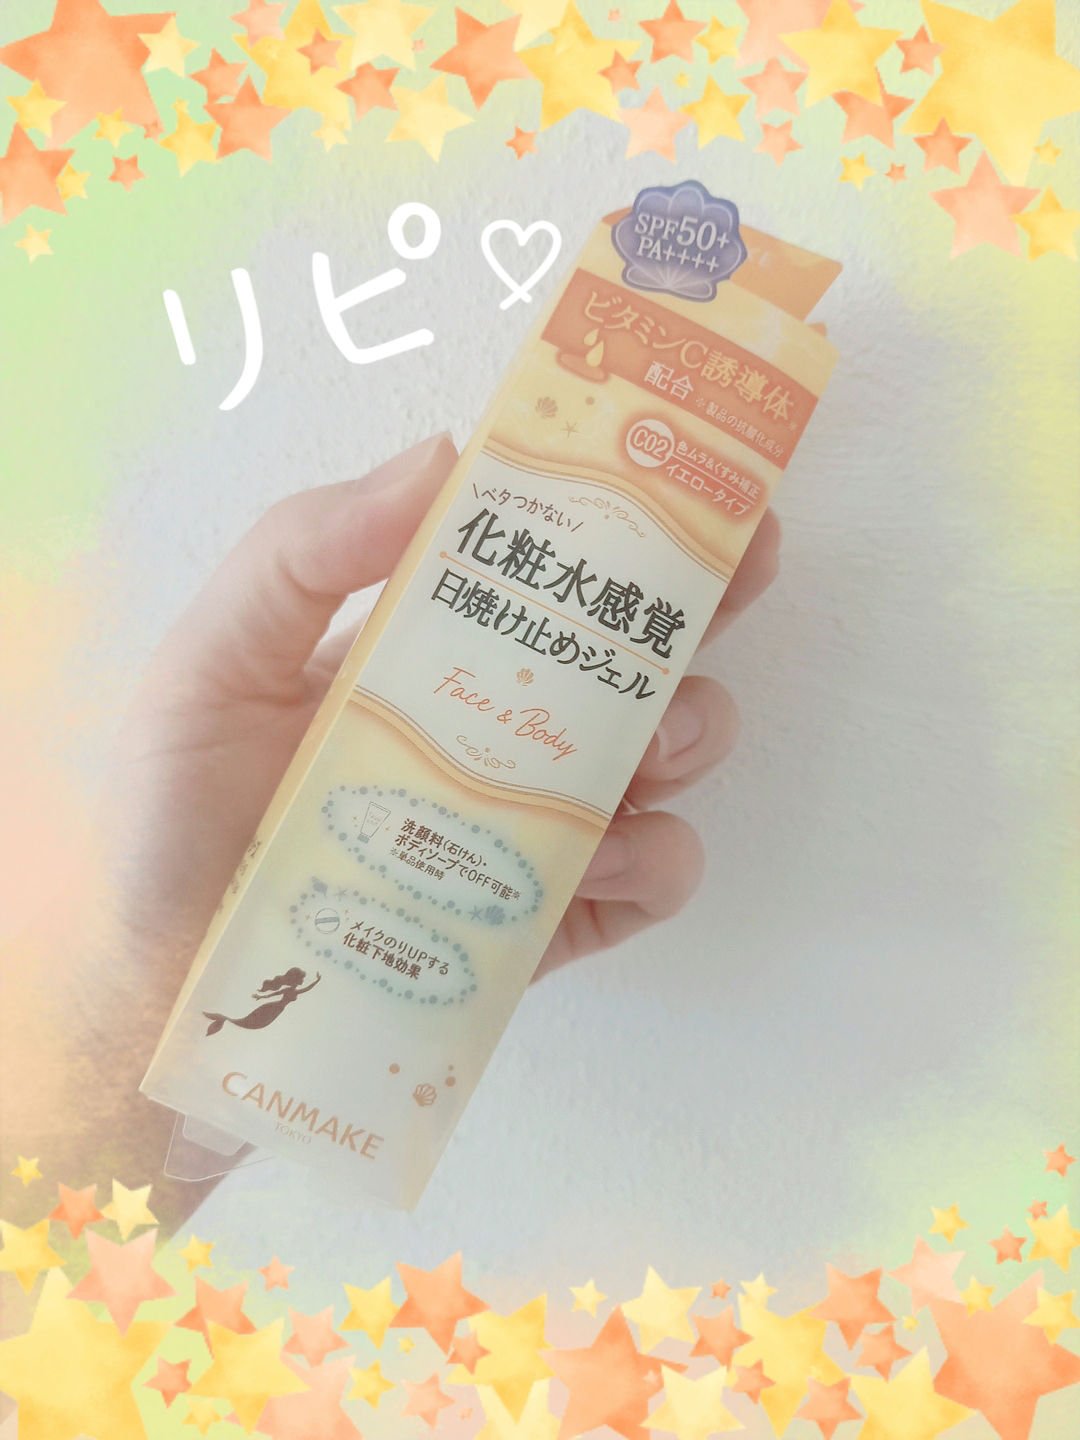 リピ♡
SPF50+
PA++++
ビタミンC誘導体※
配合 ※製品の抗酸化成分
C02
色ムラ&くすみ補正
イエロータイプ
\ベタつかない/
化粧水感覚
日焼け止めジェル
Face & Body
洗顔料(石けん)・
ボディソープでOFF可能※
※単品使用時
メイクのりUPする
化粧下地効果
CANMAKE
TOKYO